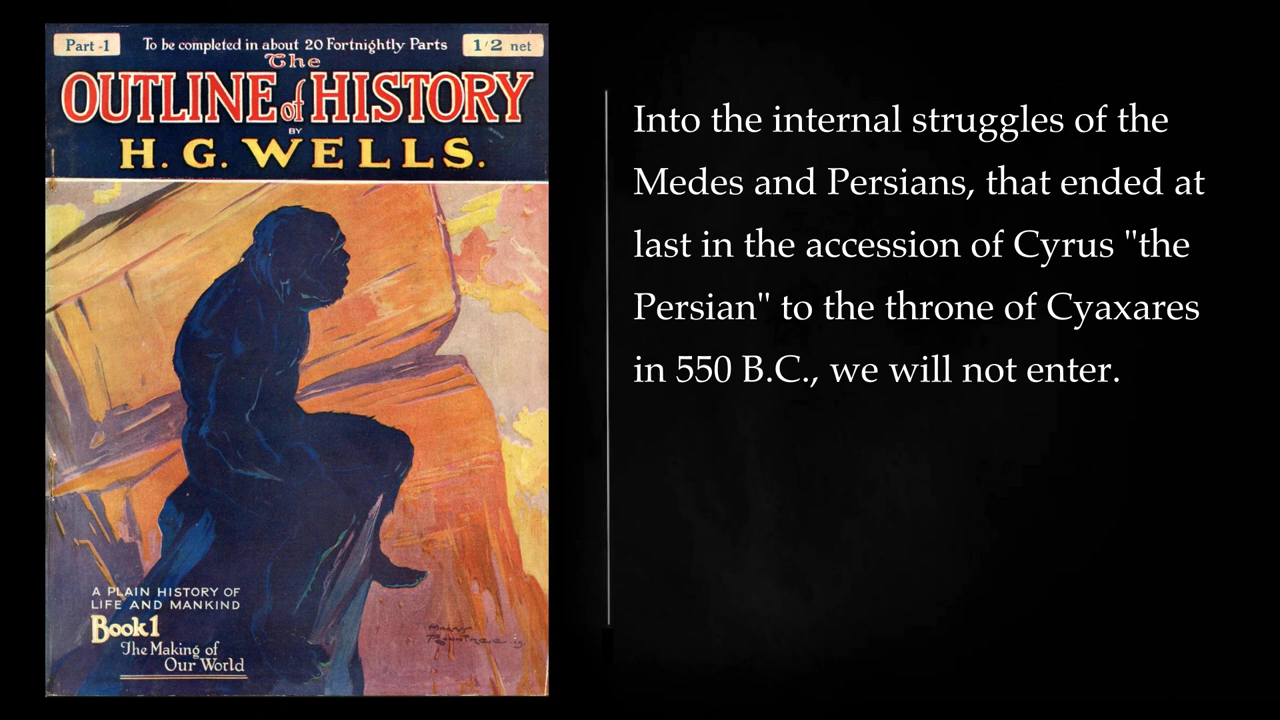 Part -1
To be completed in about 20 Fortnightly Parts
1/2 net
The
OUTLINE of HISTORY
BY
H. G. WELLS.
A PLAIN HISTORY OF
LIFE AND MANKIND
Book 1
The Making of
Our World
Into the internal struggles of the
Medes and Persians, that ended at
last in the accession of Cyrus "the
Persian" to the throne of Cyaxares
in 550 B.C., we will not enter.